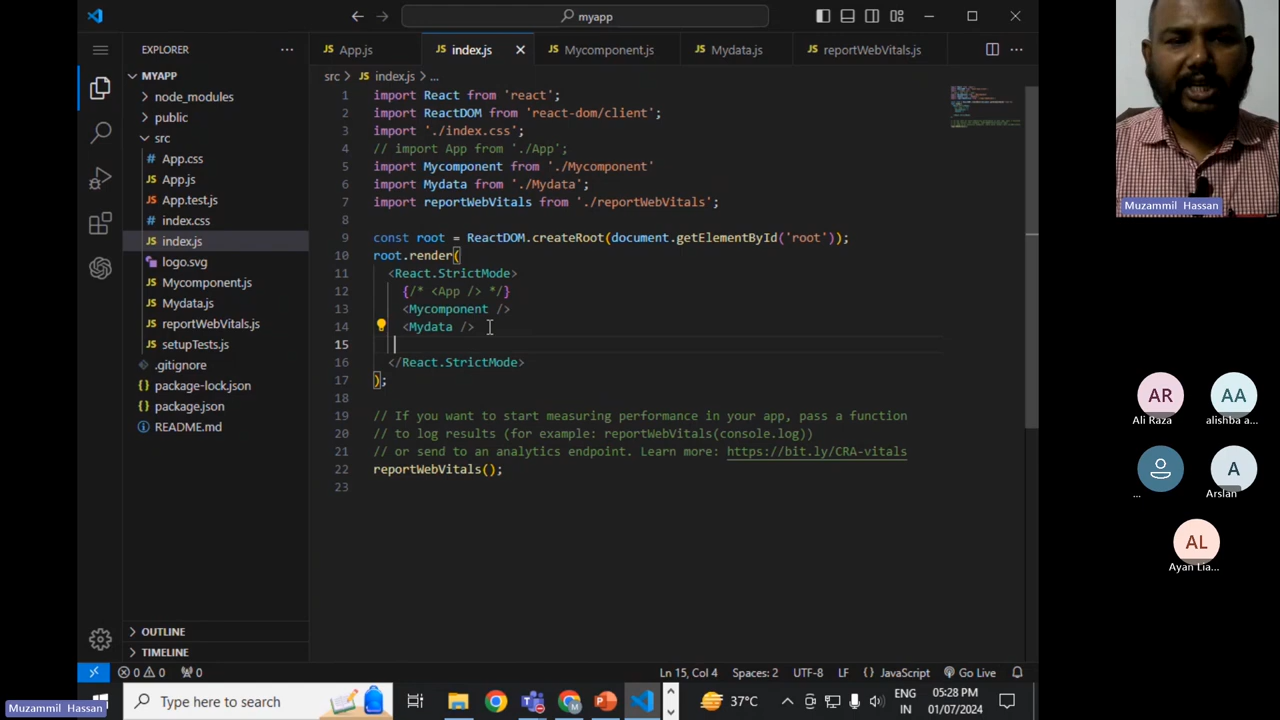 myapp
EXPLORER
App.js
index.js
Mycomponent.js
Mydata.js
reportWebVitals.js
MYAPP
node_modules
public
src
App.css
App.js
App.test.js
index.css
index.js
logo.svg
Mycomponent.js
Mydata.js
reportWebVitals.js
setupTests.js
.gitignore
package-lock.json
package.json
README.md
OUTLINE
TIMELINE
src > JS index.js > ...
1 import React from 'react';
2 import ReactDOM from 'react-dom/client';
3 import './index.css';
4 // import App from './App';
5 import Mycomponent from './Mycomponent'
6 import Mydata from './Mydata';
7 import reportWebVitals from './reportWebVitals';
8
9 const root = ReactDOM.createRoot(document.getElementById('root'));
10 root.render(
11 <React.StrictMode>
12 {/* <App /> */}
13 <Mycomponent />
14 <Mydata />
15
16 </React.StrictMode>
17 );
18
19 // If you want to start measuring performance in your app, pass a function
20 // to log results (for example: reportWebVitals(console.log))
21 // or send to an analytics endpoint. Learn more: https://bit.ly/CRA-vitals
22 reportWebVitals();
23
0 0 0
Ln 15, Col 4 Spaces: 2 UTF-8 LF {} JavaScript Go Live
Type here to search
37°C
ENG
IN
05:28 PM
01/07/2024
Muzammil Hassan
Muzammil Hassan
AR
Ali Raza
AA
alishba a...
...
A
Arslan
AL
Ayan Lia...